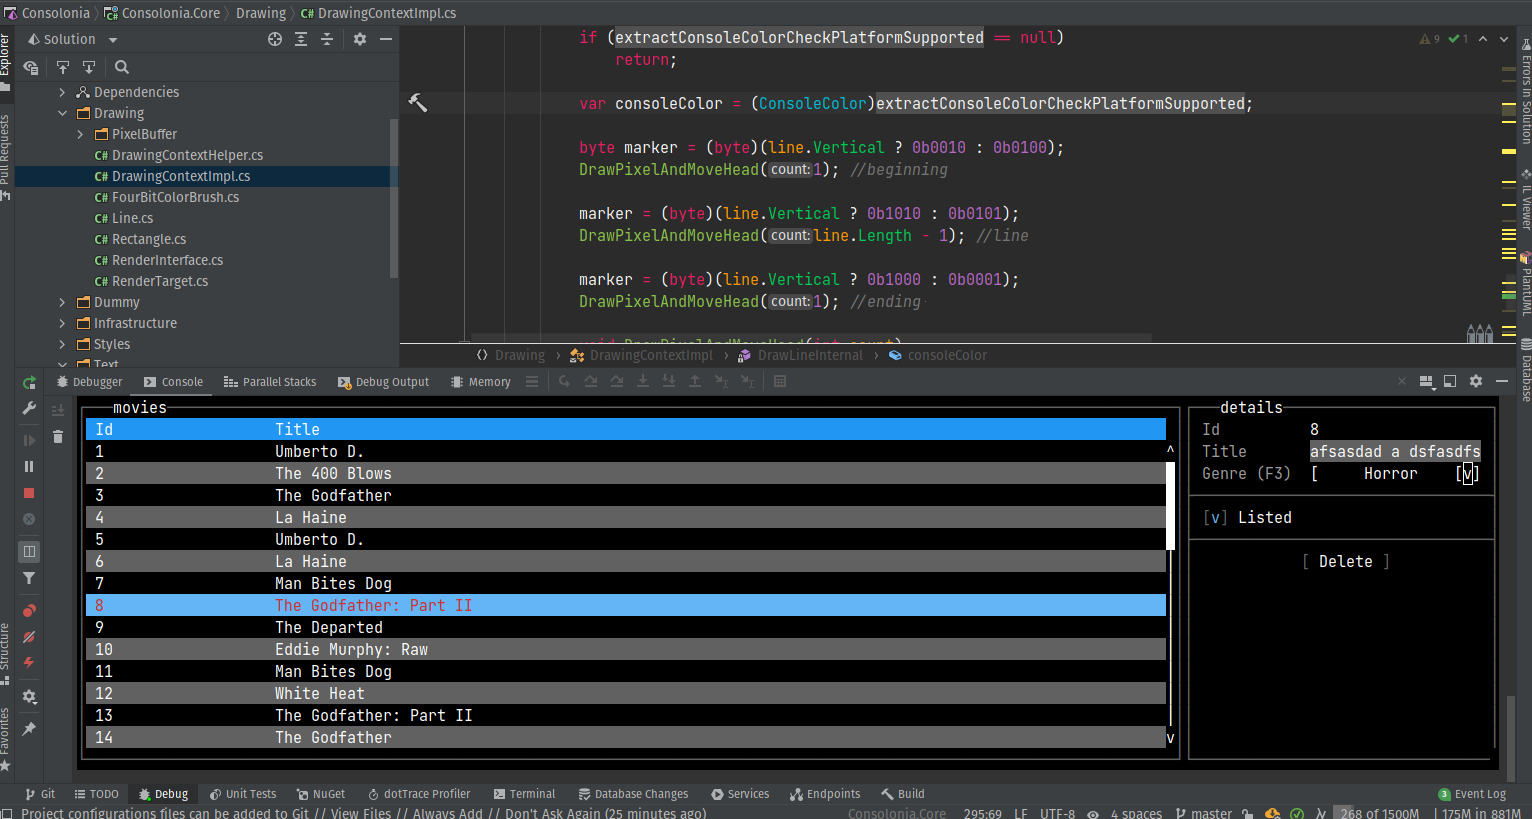 Consolonia Consolonia.Core Drawing C# DrawingContextImpl.cs
Explorer
Pull Requests
Structure
Favorites
Solution
Dependencies
Drawing
PixelBuffer
C# DrawingContextHelper.cs
C# DrawingContextImpl.cs
C# FourBitColorBrush.cs
C# Line.cs
C# Rectangle.cs
C# RenderInterface.cs
C# RenderTarget.cs
Dummy
Infrastructure
Styles
Text
if (extractConsoleColorCheckPlatformSupported == null)
return;
var consoleColor = (ConsoleColor)extractConsoleColorCheckPlatformSupported;
byte marker = (byte)(line.Vertical ? 0b0010 : 0b0100);
DrawPixelAndMoveHead(count:1); //beginning
marker = (byte)(line.Vertical ? 0b1010 : 0b0101);
DrawPixelAndMoveHead(count:line.Length - 1); //line
marker = (byte)(line.Vertical ? 0b1000 : 0b0001);
DrawPixelAndMoveHead(count:1); //ending
void DrawPixelAndMoveHead(int count)
9 1
Errors In Solution
IL Viewer
PlantUML
Database
Drawing DrawingContextImpl DrawLineInternal consoleColor
Debugger Console Parallel Stacks Debug Output Memory
movies
Id Title
1 Umberto D.
2 The 400 Blows
3 The Godfather
4 La Haine
5 Umberto D.
6 La Haine
7 Man Bites Dog
8 The Godfather: Part II
9 The Departed
10 Eddie Murphy: Raw
11 Man Bites Dog
12 White Heat
13 The Godfather: Part II
14 The Godfather
^
v
details
Id 8
Title afsasdad a dsfasdfs
Genre (F3) [ Horror [v]
[v] Listed
[ Delete ]
Git TODO Debug Unit Tests NuGet dotTrace Profiler Terminal Database Changes Services Endpoints Build 3 Event Log
Project configurations files can be added to Git // View Files // Always Add // Don't Ask Again (25 minutes ago) Consolonia.Core 295:69 LF UTF-8 4 spaces master 268 of 1500M 175M in 881M